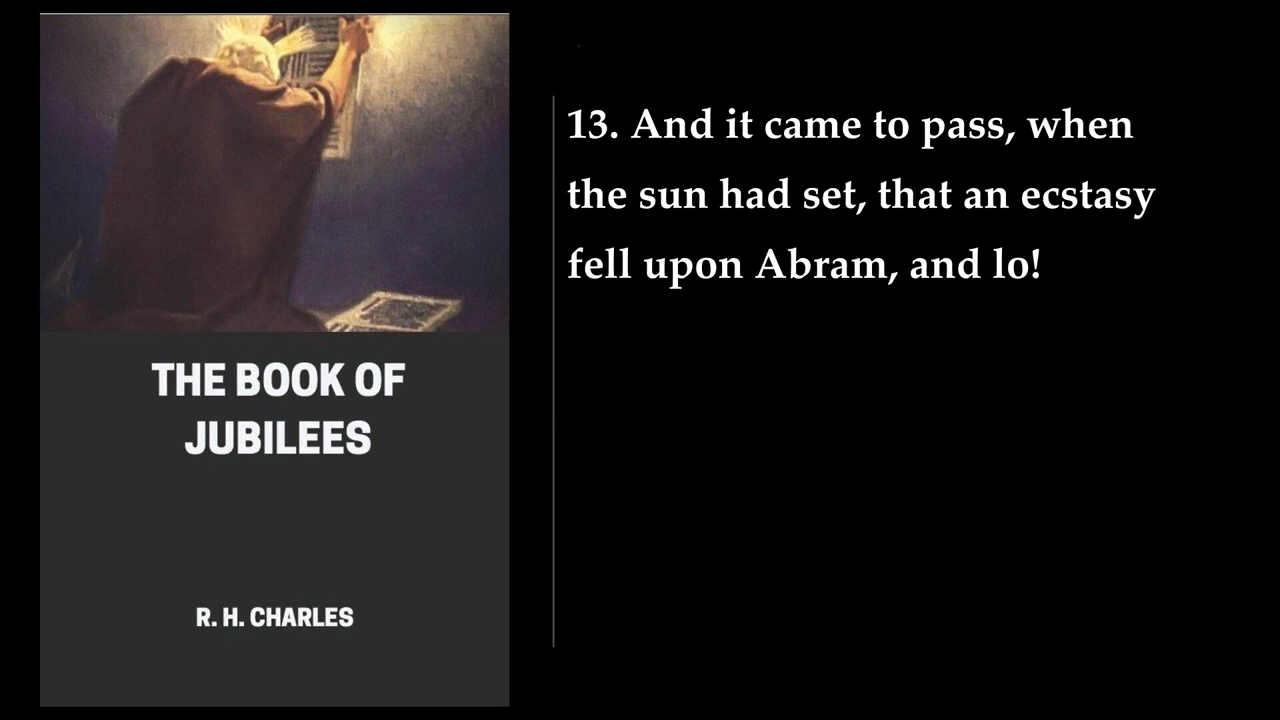 THE BOOK OF
JUBILEES
R. H. CHARLES
13. And it came to pass, when
the sun had set, that an ecstasy
fell upon Abram, and lo!